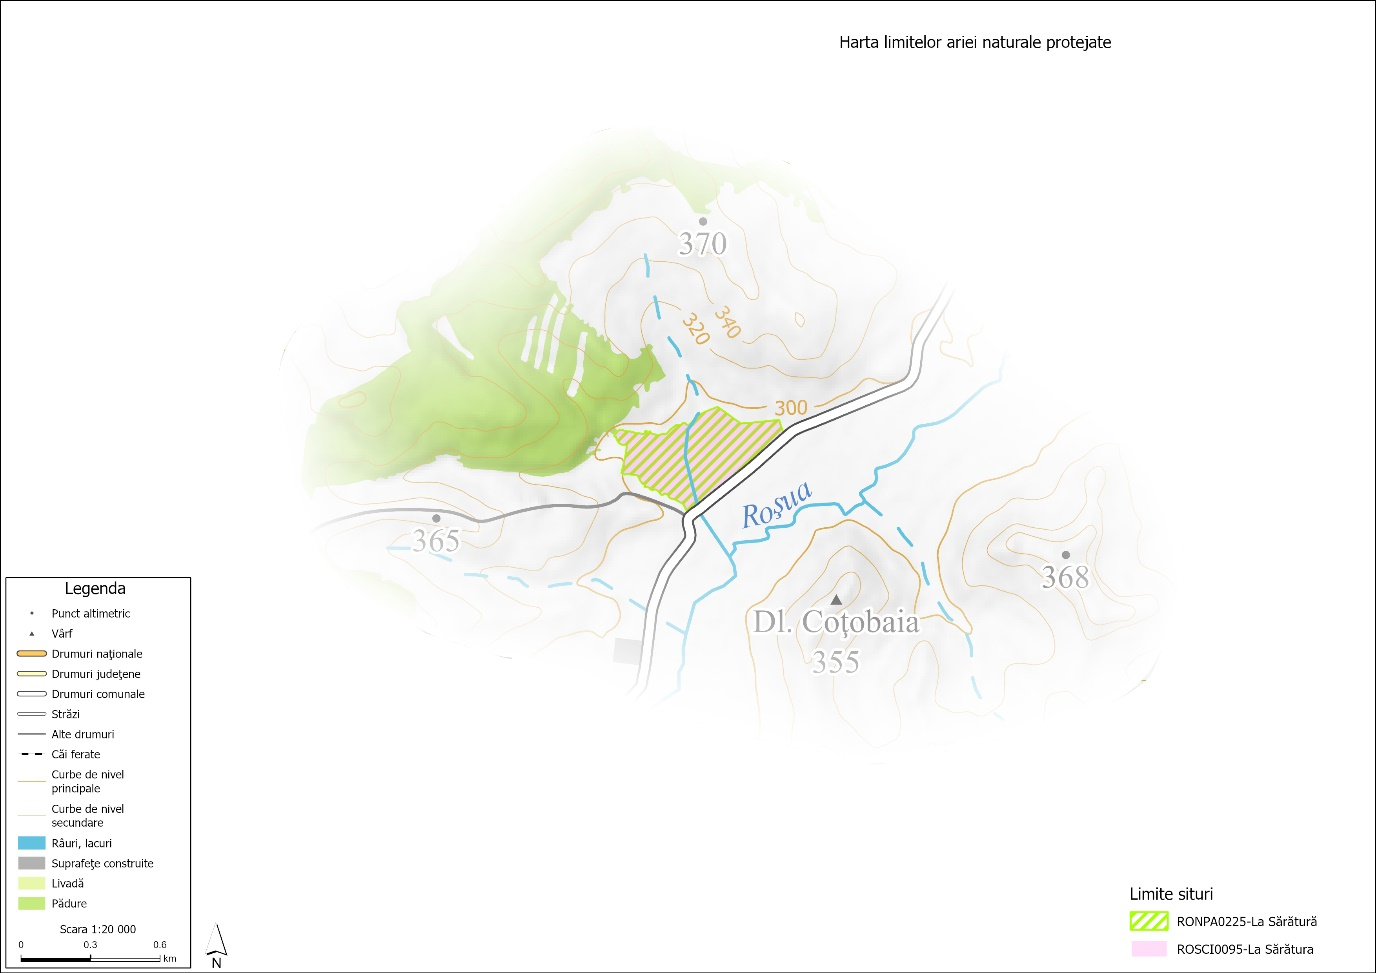 Harta limitelor ariei naturale protejate
370
340
320
300
Roşua
365
368
Dl. Coţobaia
355
Legenda
Punct altimetric
Vârf
Drumuri naţionale
Drumuri judeţene
Drumuri comunale
Străzi
Alte drumuri
Căi ferate
Curbe de nivel
principale
Curbe de nivel
secundare
Râuri, lacuri
Suprafeţe construite
Livadă
Pădure
Scara 1:20 000
0 0.3 0.6
km
N
Limite situri
RONPA0225-La Sărătură
ROSCI0095-La Sărătura